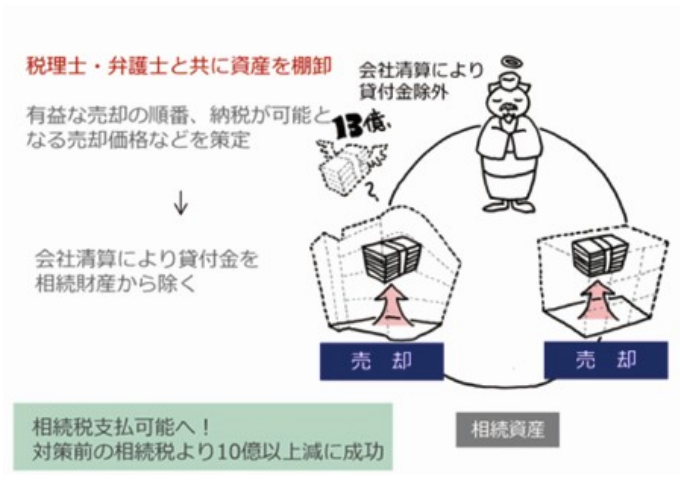 税理士・弁護士と共に資産を棚卸
有益な売却の順番、納税が可能と
なる売却価格などを策定
↓
会社清算により貸付金を
相続財産から除く
会社清算により
貸付金除外
13億
売 却
売 却
相続資産
相続税支払可能へ！
対策前の相続税より10億以上減に成功